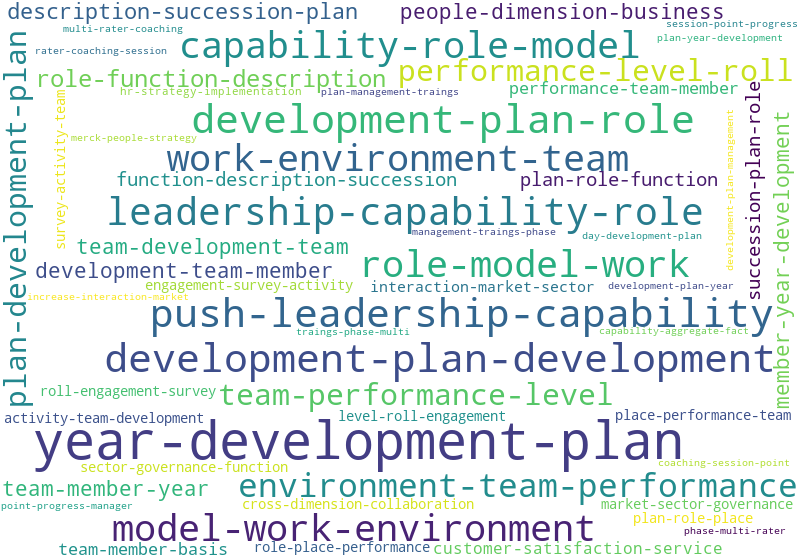 description-succession-plan
people-dimension-business
multi-rater-coaching
session-point-progress
rater-coaching-session
capability-role-model
plan-year-development
role-function-description
performance-level-roll
hr-strategy-implementation
plan-management-traings
performance-team-member
plan-development-plan
survey-activity-team
development-plan-role
development-plan-management
succession-plan-role
member-year-development
merck-people-strategy
work-environment-team
function-description-succession
plan-role-function
leadership-capability-role
management-traings-phase
day-development-plan
team-development-team
development-team-member
role-model-work
engagement-survey-activity
interaction-market-sector
development-plan-year
increase-interaction-market
push-leadership-capability
traings-phase-multi
capability-aggregate-fact
development-plan-development
roll-engagement-survey
team-performance-level
activity-team-development
level-roll-engagement
place-performance-team
year-development-plan
sector-governance-function
coaching-session-point
team-member-year
environment-team-performance
point-progress-manager
cross-dimension-collaboration
market-sector-governance
model-work-environment
plan-role-place
phase-multi-rater
team-member-basis
role-place-performance
customer-satisfaction-service